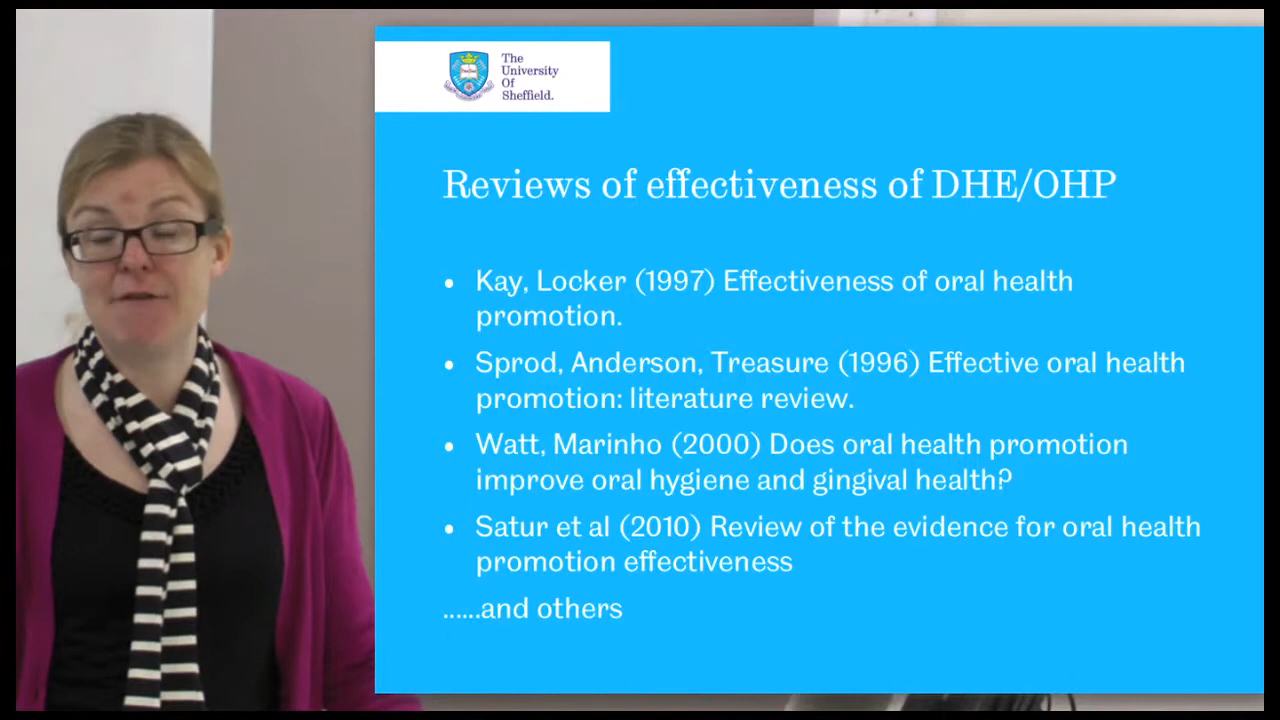 The
University
Of
Sheffield.
Reviews of effectiveness of DHE/OHP
• Kay, Locker (1997) Effectiveness of oral health
promotion.
• Sprod, Anderson, Treasure (1996) Effective oral health
promotion: literature review.
• Watt, Marinho (2000) Does oral health promotion
improve oral hygiene and gingival health?
• Satur et al (2010) Review of the evidence for oral health
promotion effectiveness
......and others